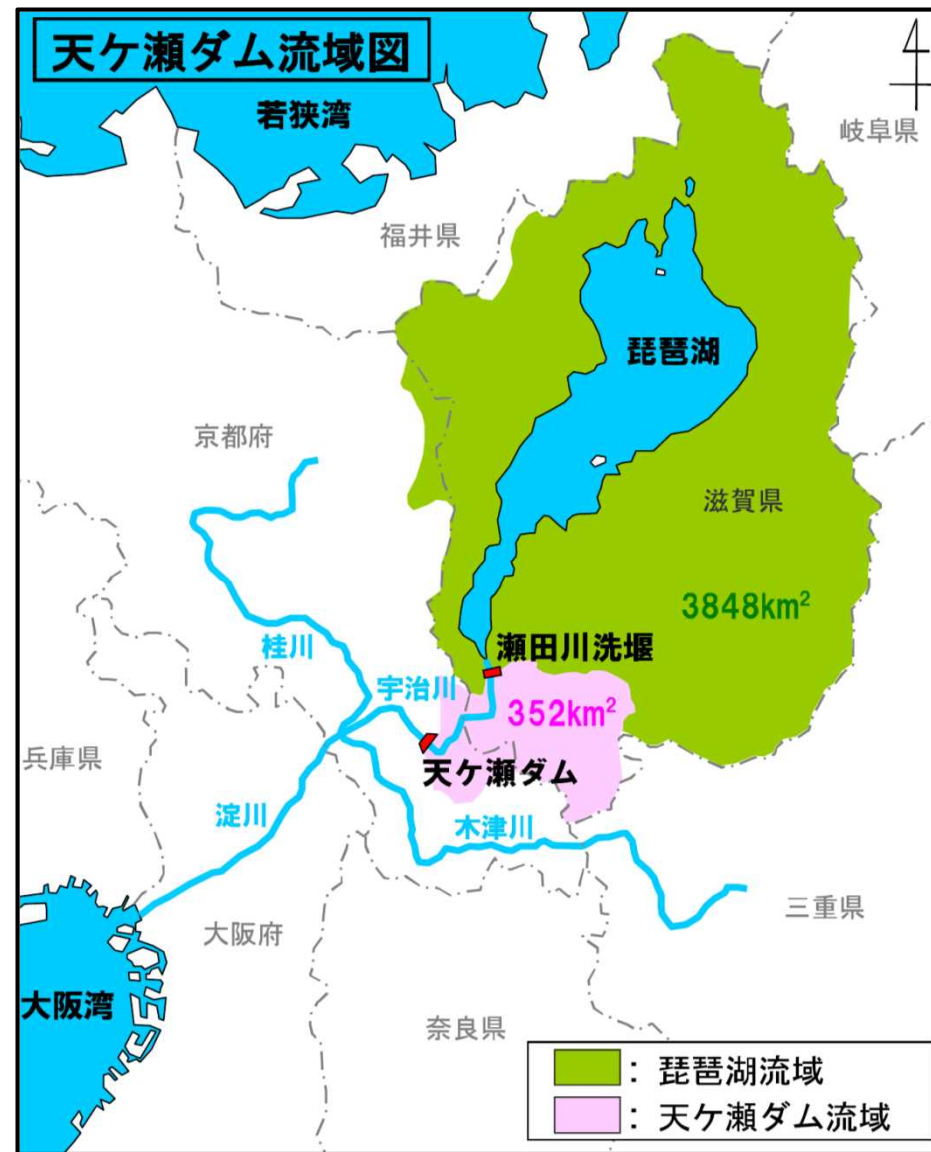 天ケ瀬ダム流域図
若狭湾
岐阜県
福井県
琵琶湖
京都府
滋賀県
3848km²
瀬田川洗堰
桂川
宇治川
352km²
兵庫県
天ケ瀬ダム
淀川
木津川
三重県
大阪府
大阪湾
奈良県
：琵琶湖流域
：天ケ瀬ダム流域